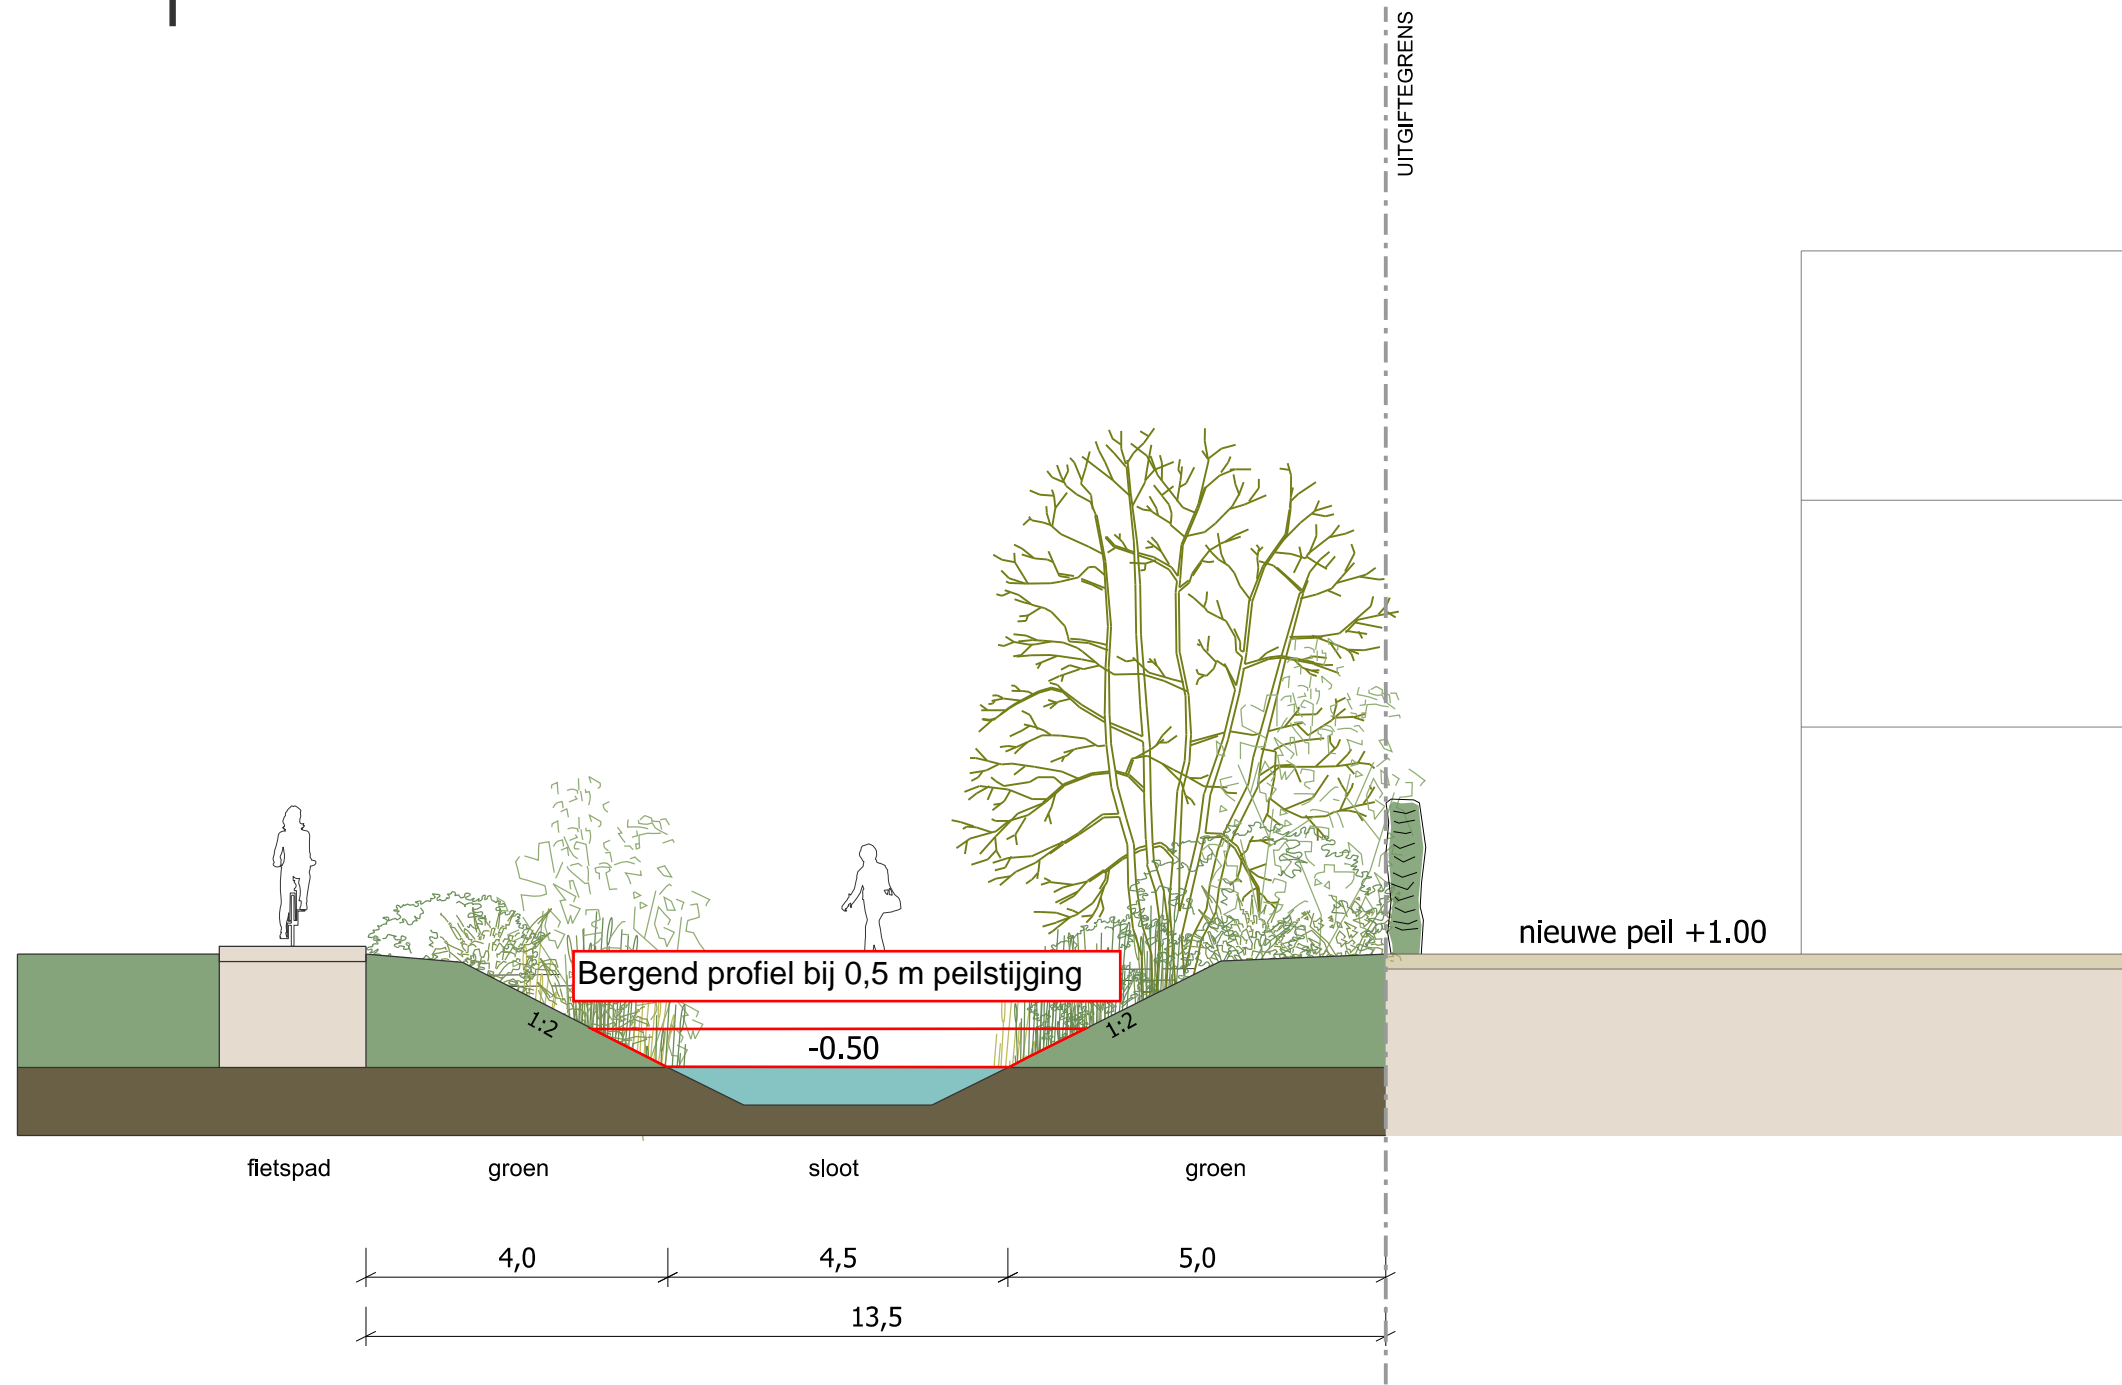 UITGIFTEGRENS
nieuwe peil +1.00
Bergend profiel bij 0,5 m peilstijging
1:2
1:2
-0.50
fietspad
groen
sloot
groen
4,0
4,5
5,0
13,5